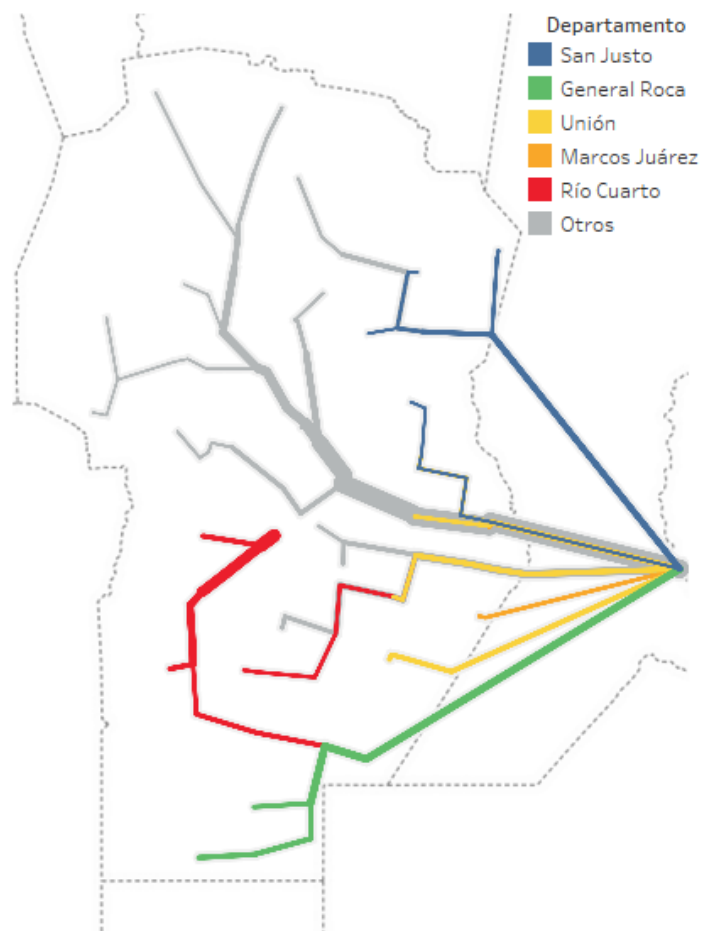 Departamento
San Justo
General Roca
Unión
Marcos Juárez
Río Cuarto
Otros